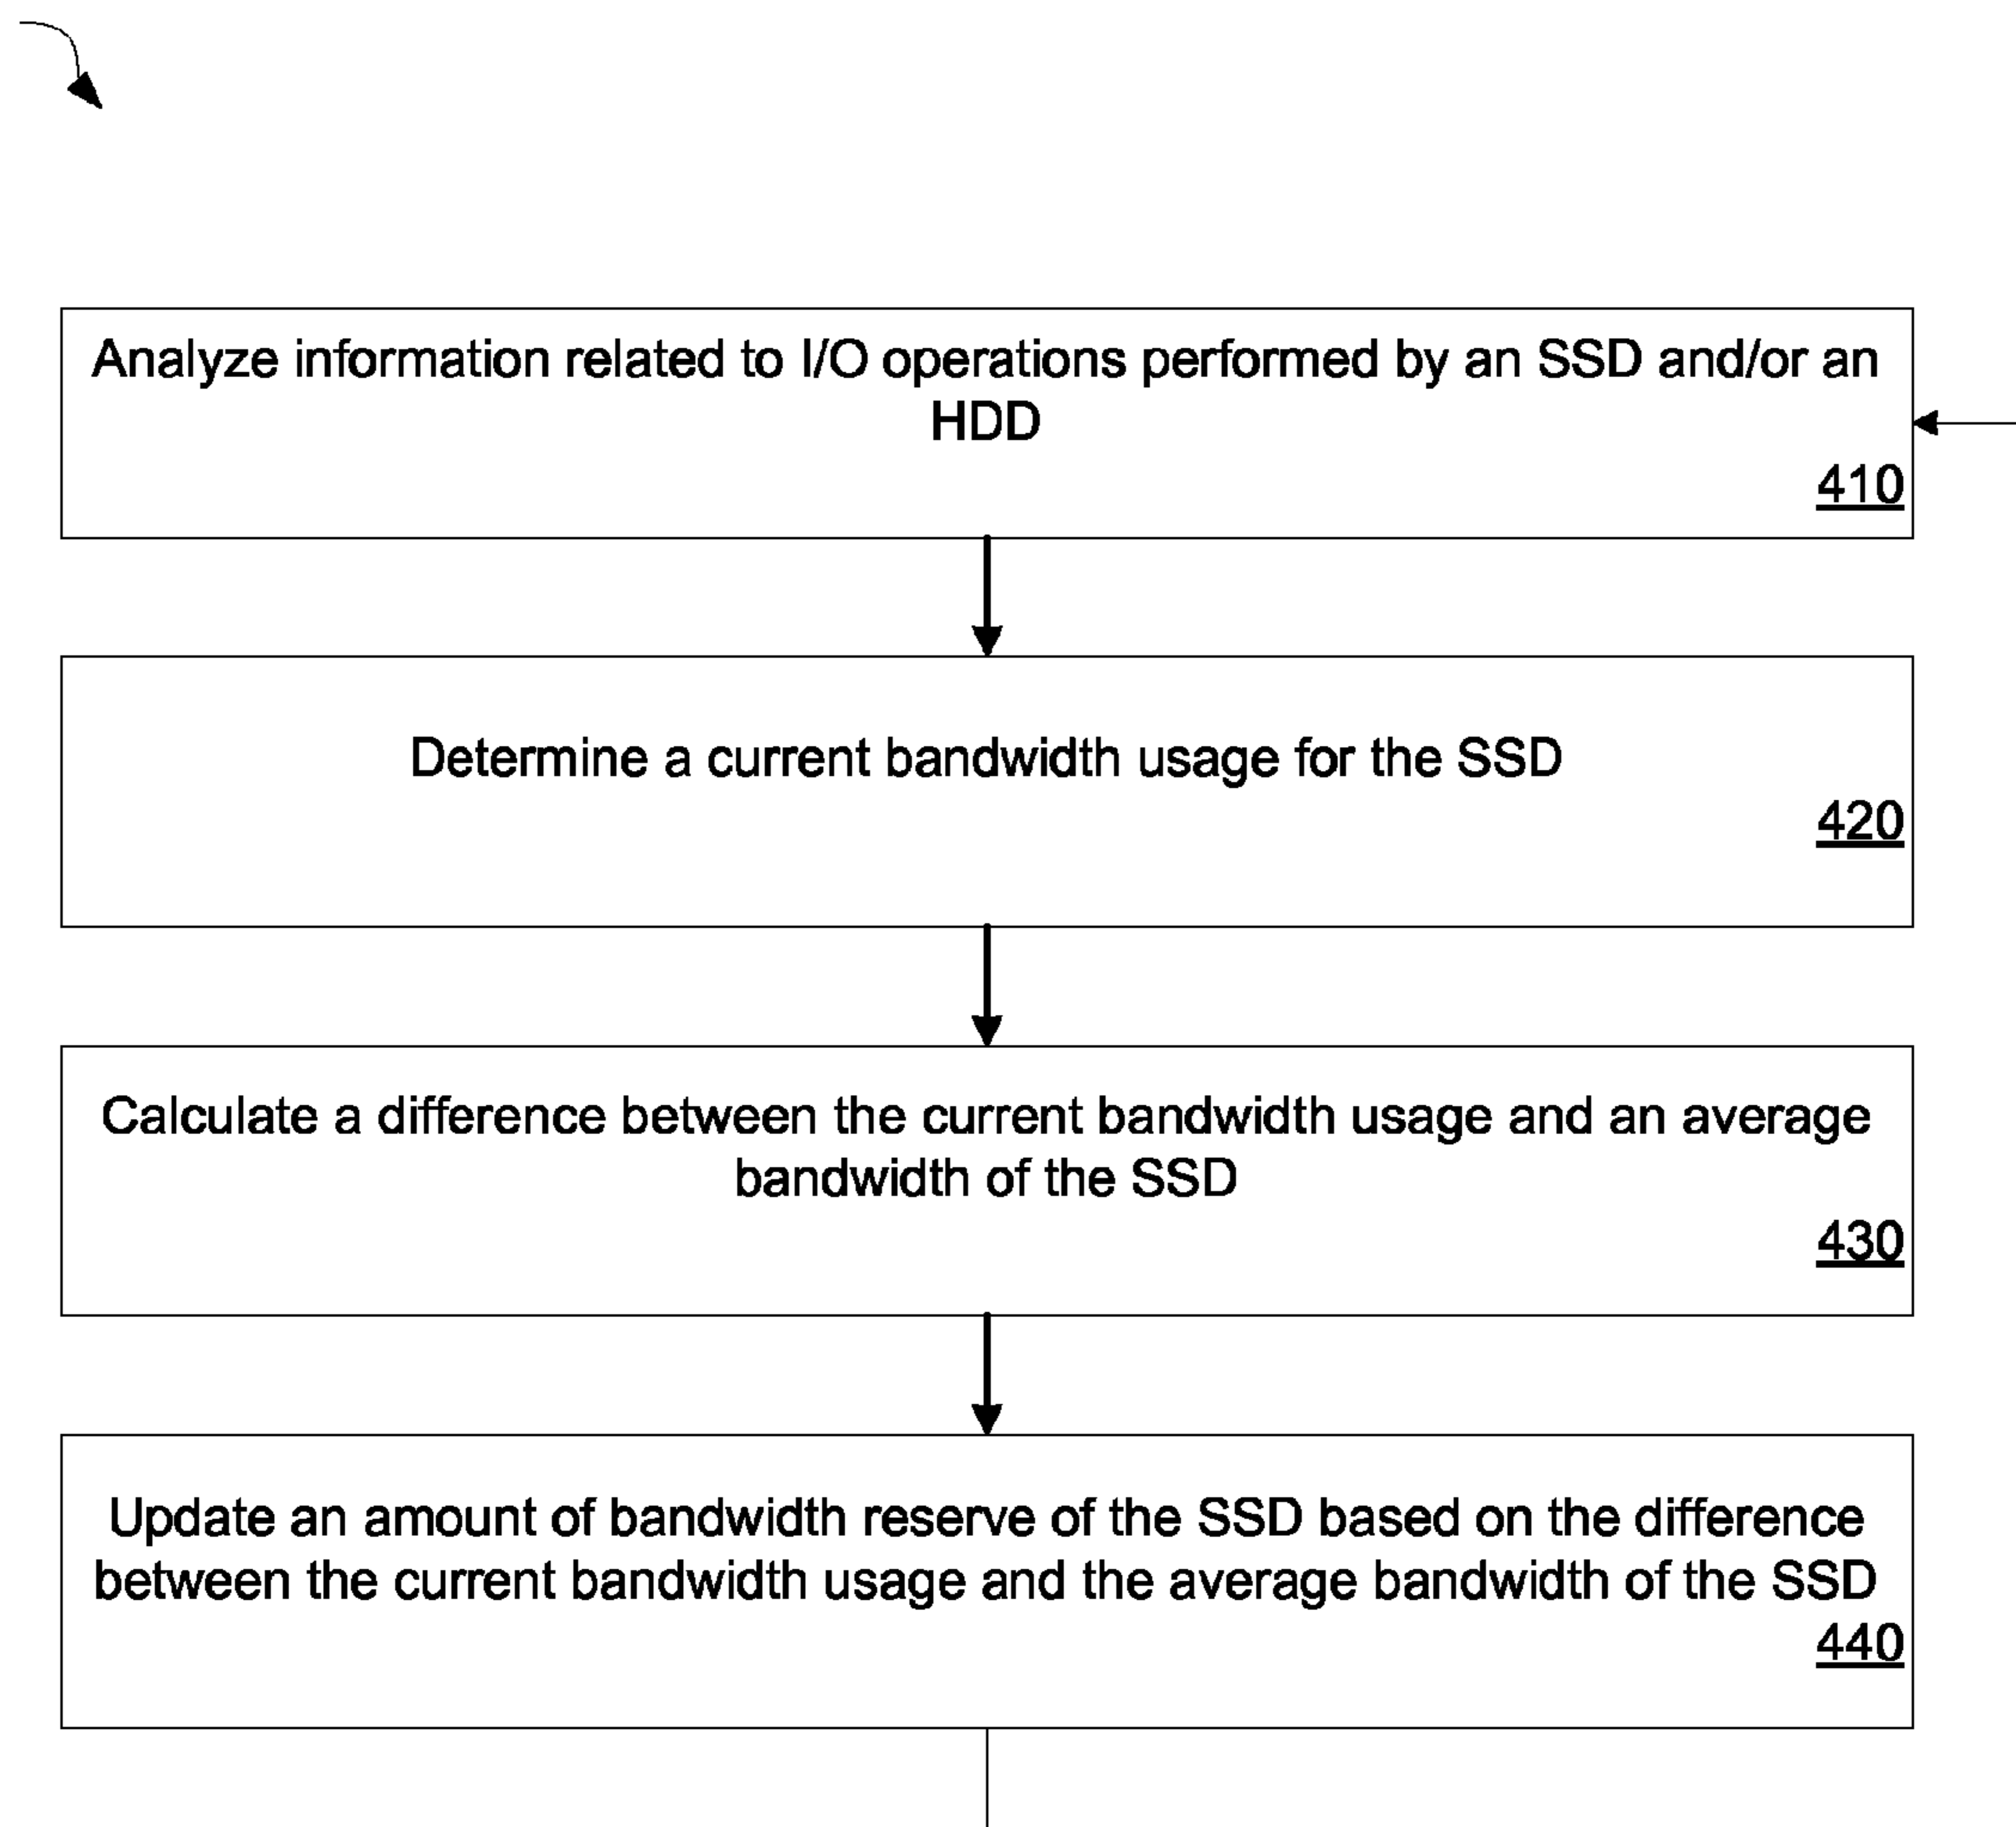 Analyze information related to I/O operations performed by an SSD and/or an
HDD
410
Determine a current bandwidth usage for the SSD
420
Calculate a difference between the current bandwidth usage and an average
bandwidth of the SSD
430
Update an amount of bandwidth reserve of the SSD based on the difference
between the current bandwidth usage and the average bandwidth of the SSD
440